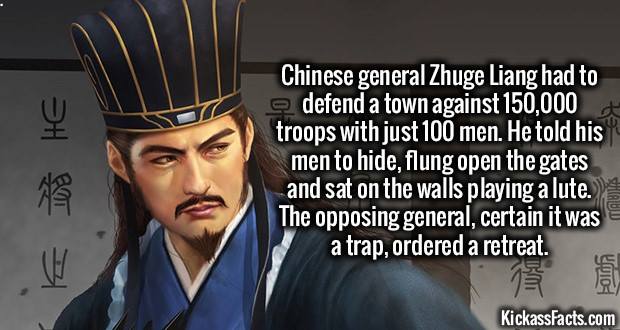 Chinese general Zhuge Liang had to
defend a town against 150,000
troops with just 100 men. He told his
men to hide, flung open the gates
and sat on the walls playing a lute.
The opposing general, certain it was
a trap, ordered a retreat.
KickassFacts.com